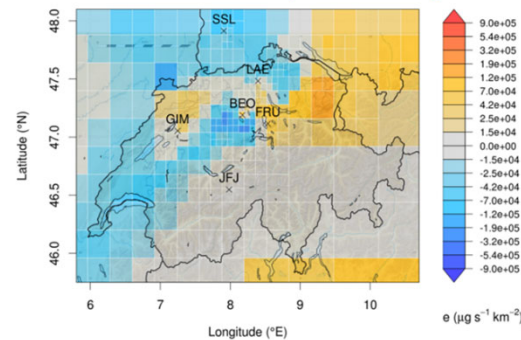 48.0
47.5
47.0
46.5
46.0
Latitude (°N)
SSL
LAE
BEO
FRU
GIM
JFJ
6
7
8
9
10
Longitude (°E)
9.0e+05
5.4e+05
3.2e+05
1.9e+05
1.2e+05
7.0e+04
4.2e+04
2.5e+04
1.5e+04
0.0e+00
-1.5e+04
-2.5e+04
-4.2e+04
-7.0e+04
-1.2e+05
-1.9e+05
-3.2e+05
-5.4e+05
-9.0e+05
e (µg s⁻¹ km⁻²)